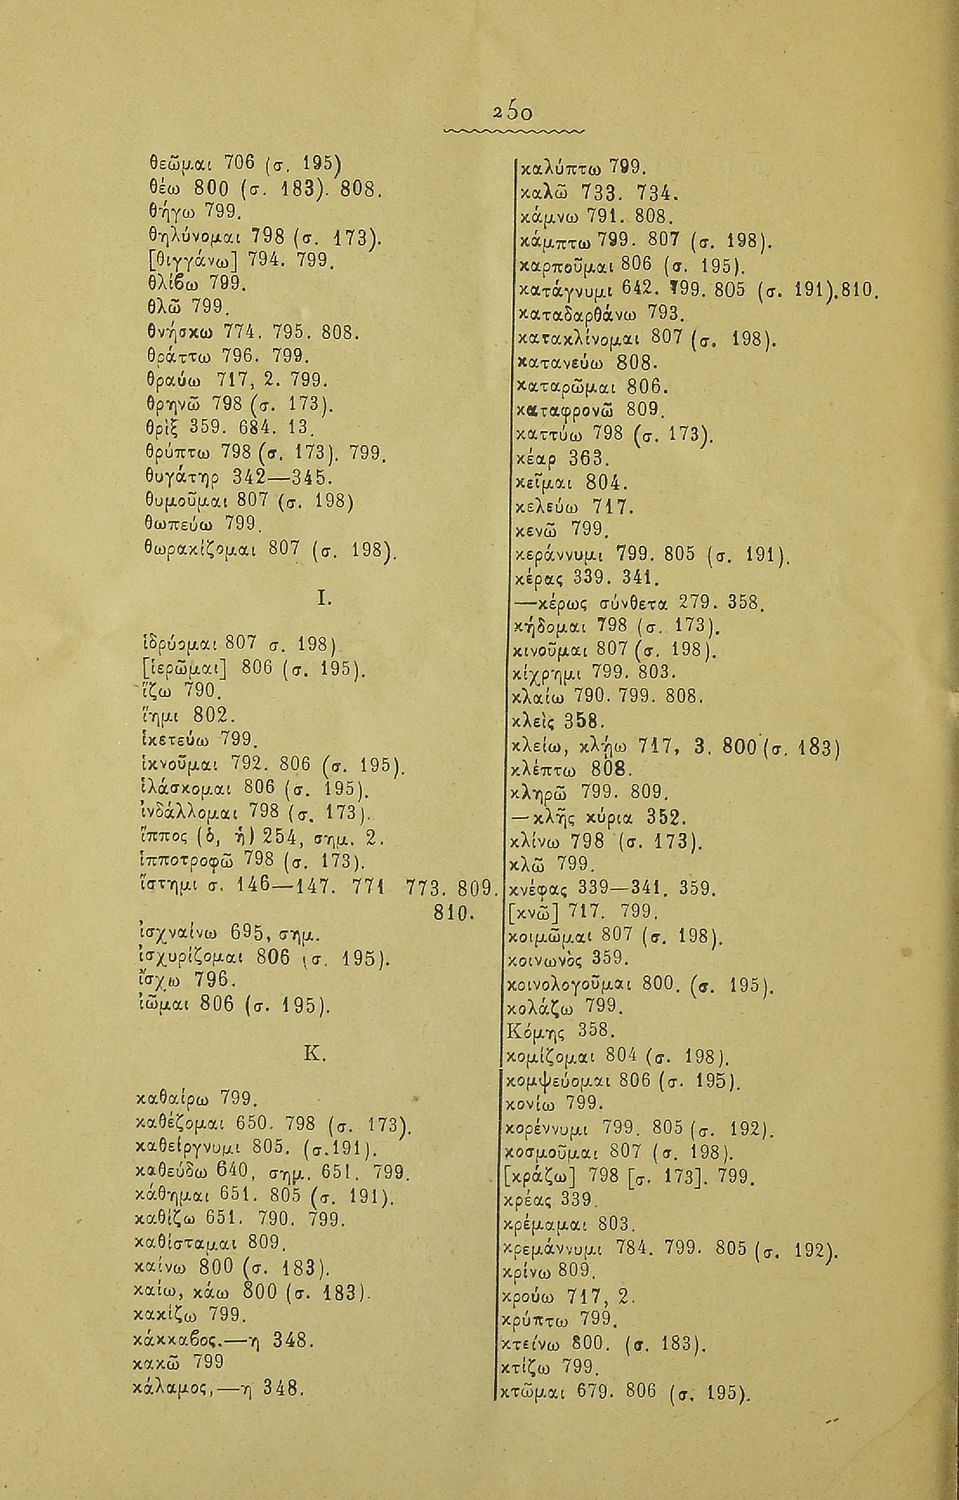 250
θεῶμαι 706 (σ. 195)
θέω 800 (σ. 183). 808.
θήγω 799.
θηλύνομαι 798 (σ. 173).
[θιγγάνω] 794. 799.
θλίβω 799.
θλῶ 799.
θνήσκω 774. 795. 808.
θράττω 796. 799.
θραύω 717, 2. 799.
θρηνῶ 798 (σ. 173).
θρὶξ 359. 684. 13.
θρύπτω 798 (σ. 173). 799.
θυγάτηρ 342—345.
θυμοῦμαι 807 (σ. 198)
θωπεύω 799.
θωρακίζομαι 807 (σ. 198).
Ι.
ἱδρύομαι 807 σ. 198)
[ἱερῶμαι] 806 (σ. 195).
ἵζω 790.
ἵημι 802.
ἱκετεύω 799.
ἱκνοῦμαι 792. 806 (σ. 195).
ἱλάσκομαι 806 (σ. 195).
ἰνδάλλομαι 798 (σ. 173).
ἵππος (ὁ, ἡ) 254, σημ. 2.
ἱπποτροφῶ 798 (σ. 173).
ἵστημι σ. 146—147. 771 773. 809.
810.
ἰσχναίνω 695, σημ.
ἰσχυρίζομαι 806 (σ. 195).
ἴσχω 796.
ἰῶμαι 806 (σ. 195).
Κ.
καθαίρω 799.
καθέζομαι 650. 798 (σ. 173).
καθείργνυμι 805. (σ.191).
καθεύδω 640, σημ. 651. 799.
κάθημαι 651. 805 (σ. 191).
καθίζω 651. 790. 799.
καθίσταμαι 809.
καίνω 800 (σ. 183).
καίω, κάω 800 (σ. 183).
κακίζω 799.
κάκκαβος.—η 348.
κακῶ 799
κάλαμος,—η 348.
καλύπτω 799.
καλῶ 733. 734.
κάμνω 791. 808.
κάμπτω 799. 807 (σ. 198).
καρποῦμαι 806 (σ. 195).
κατάγνυμι 642. 799. 805 (σ. 191).810.
καταδαρθάνω 793.
κατακλίνομαι 807 (σ. 198).
κατανεύω 808.
καταρῶμαι 806.
καταφρονῶ 809.
καττύω 798 (σ. 173).
κέαρ 363.
κεῖμαι 804.
κελεύω 717.
κενῶ 799.
κεράννυμι 799. 805 (σ. 191).
κέρας 339. 341.
—κέρως σύνθετα 279. 358.
κήδομαι 798 (σ. 173).
κινοῦμαι 807 (σ. 198).
κίχρημι 799. 803.
κλαίω 790. 799. 808.
κλεὶς 358.
κλείω, κλήω 717, 3. 800 (σ. 183)
κλέπτω 808.
κληρῶ 799. 809.
—κλῆς κύρια 352.
κλίνω 798 (σ. 173).
κλῶ 799.
κνέφας 339—341. 359.
[κνῶ] 717. 799.
κοιμῶμαι 807 (σ. 198).
κοινωνὸς 359.
κοινολογοῦμαι 800. (σ. 195).
κολάζω 799.
Κόμης 358.
κομίζομαι 804 (σ. 198).
κομψεύομαι 806 (σ. 195).
κονίω 799.
κορέννυμι 799. 805 (σ. 192).
κοσμοῦμαι 807 (σ. 198).
[κράζω] 798 [σ. 173]. 799.
κρέας 339.
κρέμαμαι 803.
κρεμάννυμι 784. 799. 805 (σ. 192).
κρίνω 809.
κρούω 717, 2.
κρύπτω 799.
κτείνω 800. (σ. 183).
κτίζω 799.
κτῶμαι 679. 806 (σ. 195).